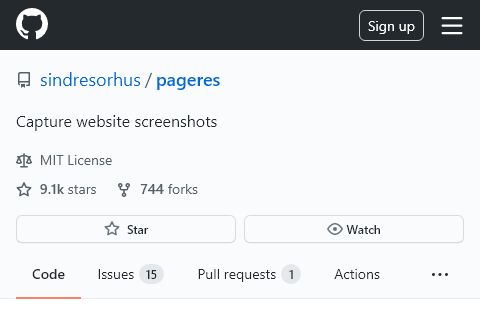 Sign up
sindresorhus / pageres
Capture website screenshots
MIT License
9.1k stars 744 forks
Star Watch
Code Issues 15 Pull requests 1 Actions ...